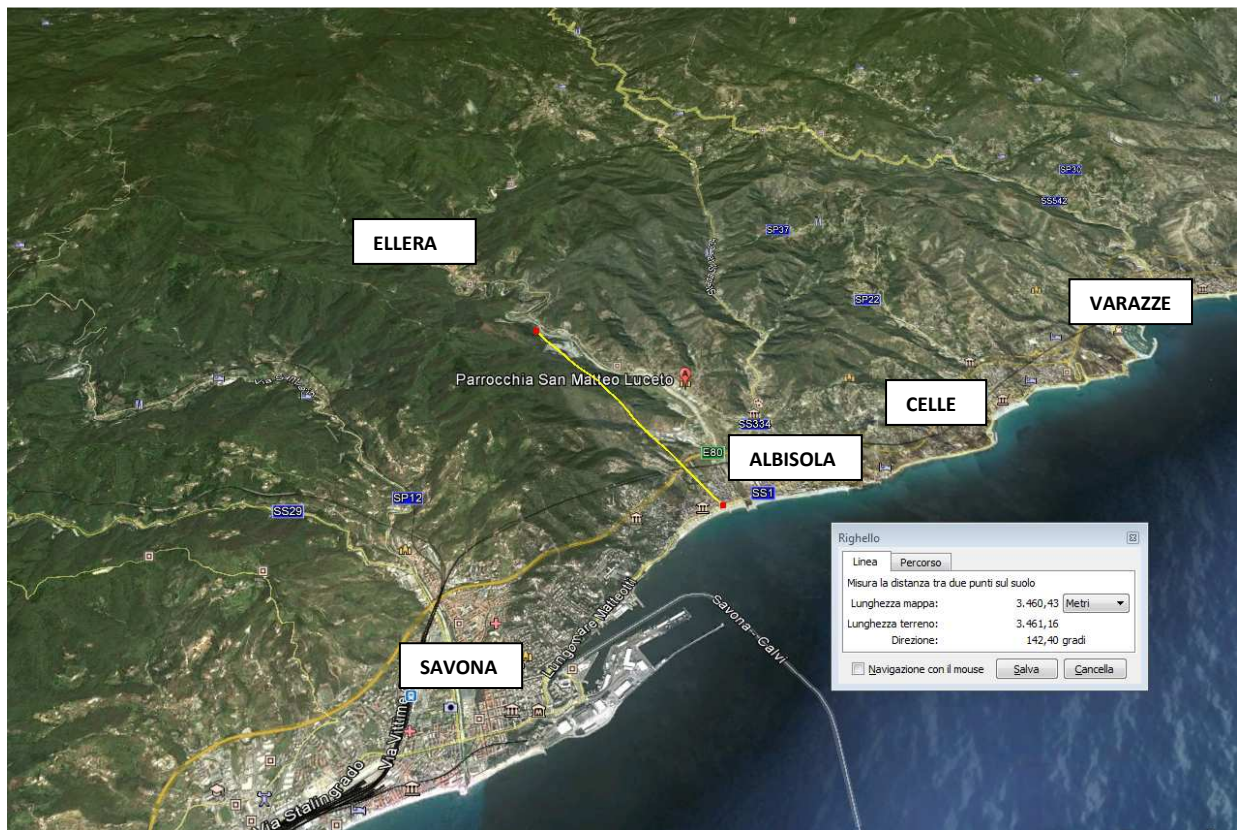 SP30
SS542
SP37
ELLERA
SP22
VARAZZE
Parrocchia San Matteo Luceto
CELLE
SS334
E80
ALBISOLA
SS1
SP12
SS29
Righello
Linea Percorso
Misura la distanza tra due punti sul suolo
Lunghezza mappa: 3.460,43 Metri
Lunghezza terreno: 3.461,16
Direzione: 142,40 gradi
Navigazione con il mouse Salva Cancella
Lungomare Matteotti
Savona - Calvi
SAVONA
Via Vittime
Via Stalingrado